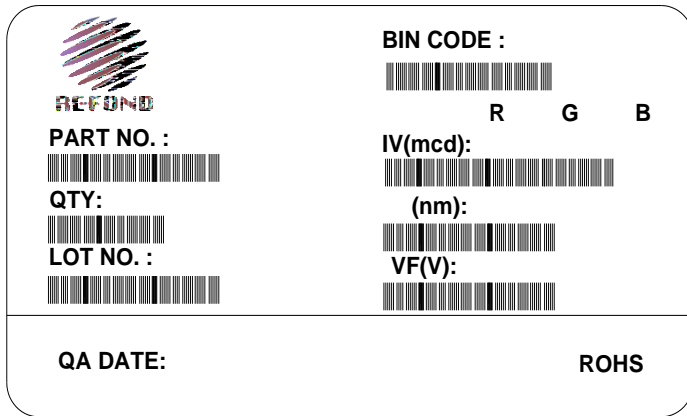 REFOND
BIN CODE :
R G B
PART NO. :
IV(mcd):
QTY:
(nm):
LOT NO. :
VF(V):
QA DATE:
ROHS